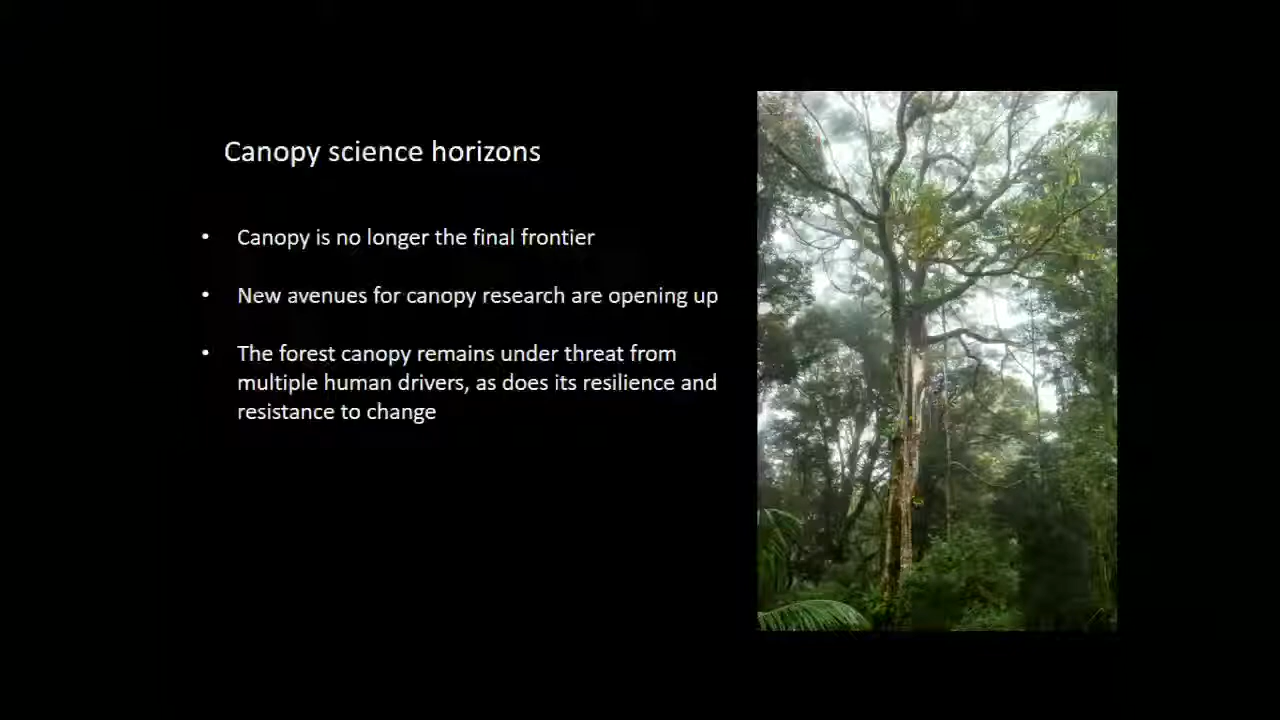 Canopy science horizons
• Canopy is no longer the final frontier
• New avenues for canopy research are opening up
• The forest canopy remains under threat from
multiple human drivers, as does its resilience and
resistance to change